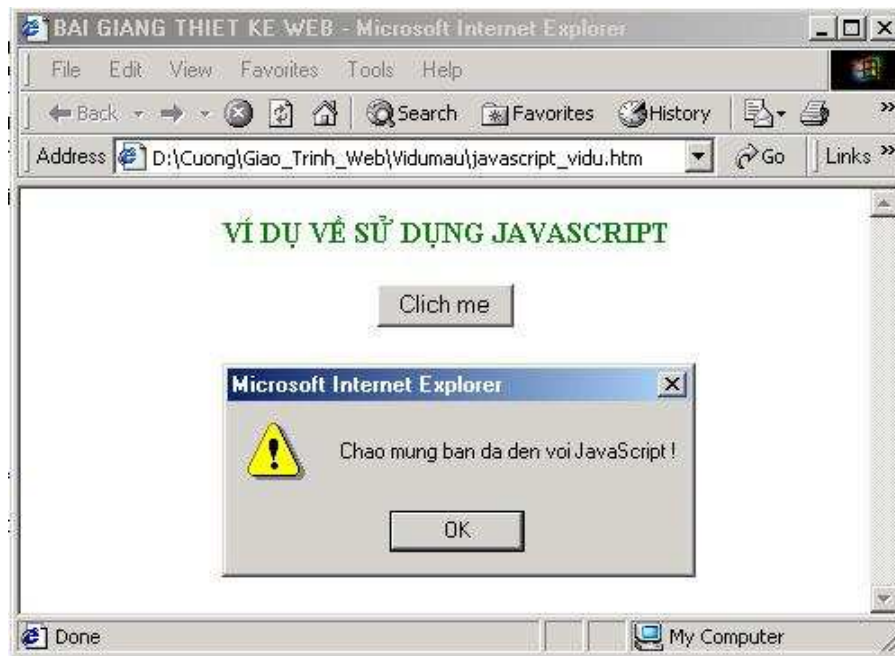 BAI GIANG THIET KE WEB - Microsoft Internet Explorer
File Edit View Favorites Tools Help
Back Search Favorites History »
Address D:\Cuong\Giao_Trinh_Web\Vidumau\javascript_vidu.htm Go Links »
VÍ DỤ VỀ SỬ DỤNG JAVASCRIPT
Clich me
Microsoft Internet Explorer
Chao mung ban da den voi JavaScript !
OK
Done My Computer